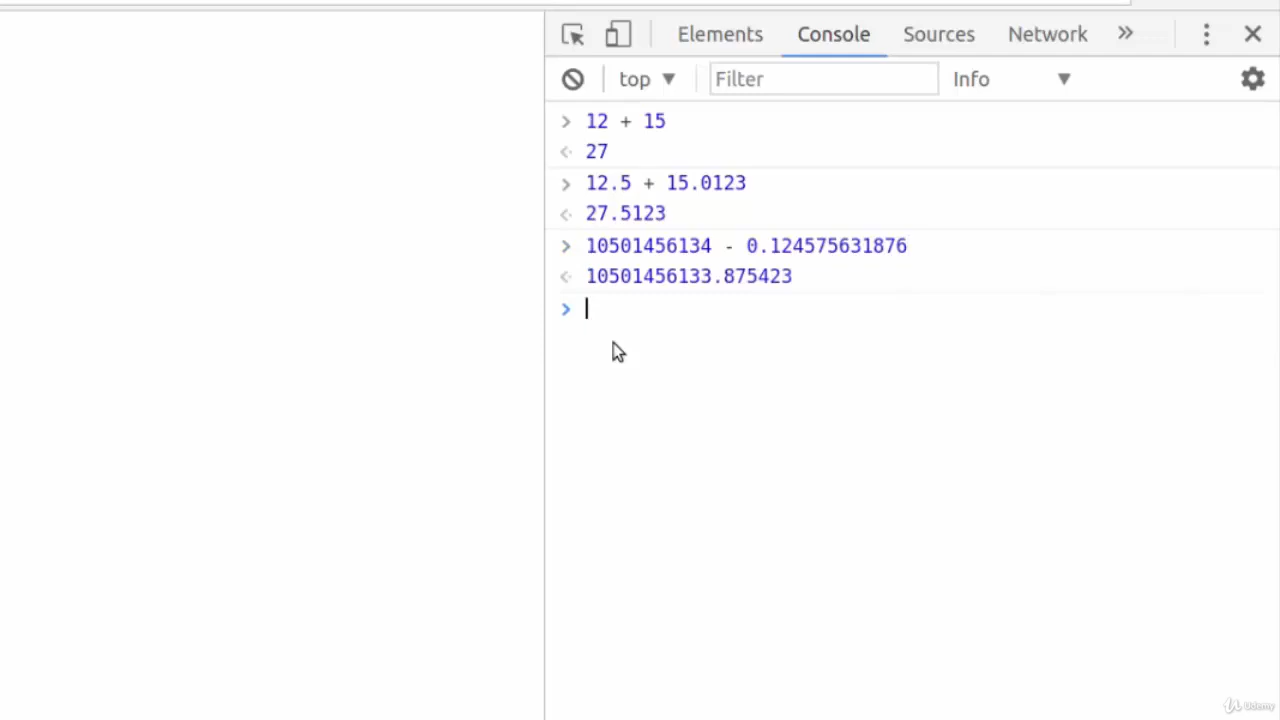 Elements Console Sources Network »
top ▼ Filter Info ▼
> 12 + 15
<· 27
> 12.5 + 15.0123
<· 27.5123
> 10501456134 - 0.124575631876
<· 10501456133.875423
>
Udemy